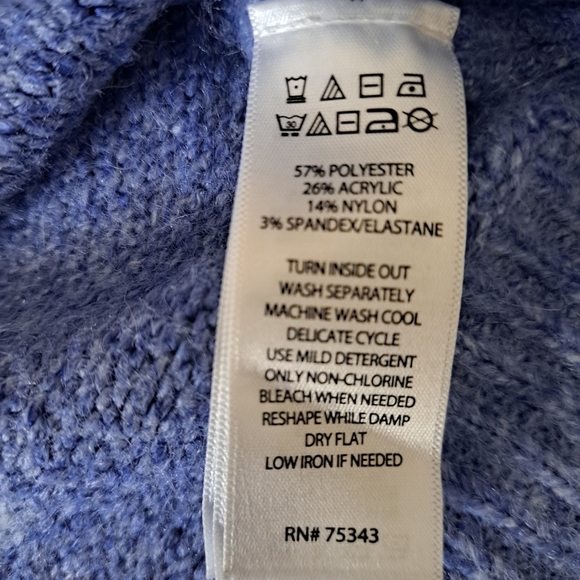 30
57% POLYESTER
26% ACRYLIC
14% NYLON
3% SPANDEX/ELASTANE
TURN INSIDE OUT
WASH SEPARATELY
MACHINE WASH COOL
DELICATE CYCLE
USE MILD DETERGENT
ONLY NON-CHLORINE
BLEACH WHEN NEEDED
RESHAPE WHILE DAMP
DRY FLAT
LOW IRON IF NEEDED
RN# 75343